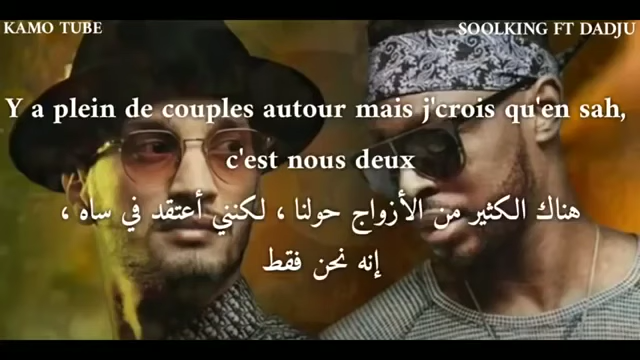 KAMO TUBE
SOOLKING FT DADJU
Y a plein de couples autour mais j'crois qu'en sah,
c'est nous deux
هناك الكثير من الأزواج حولنا ، لكنني أعتقد في ساه ،
إنه نحن فقط